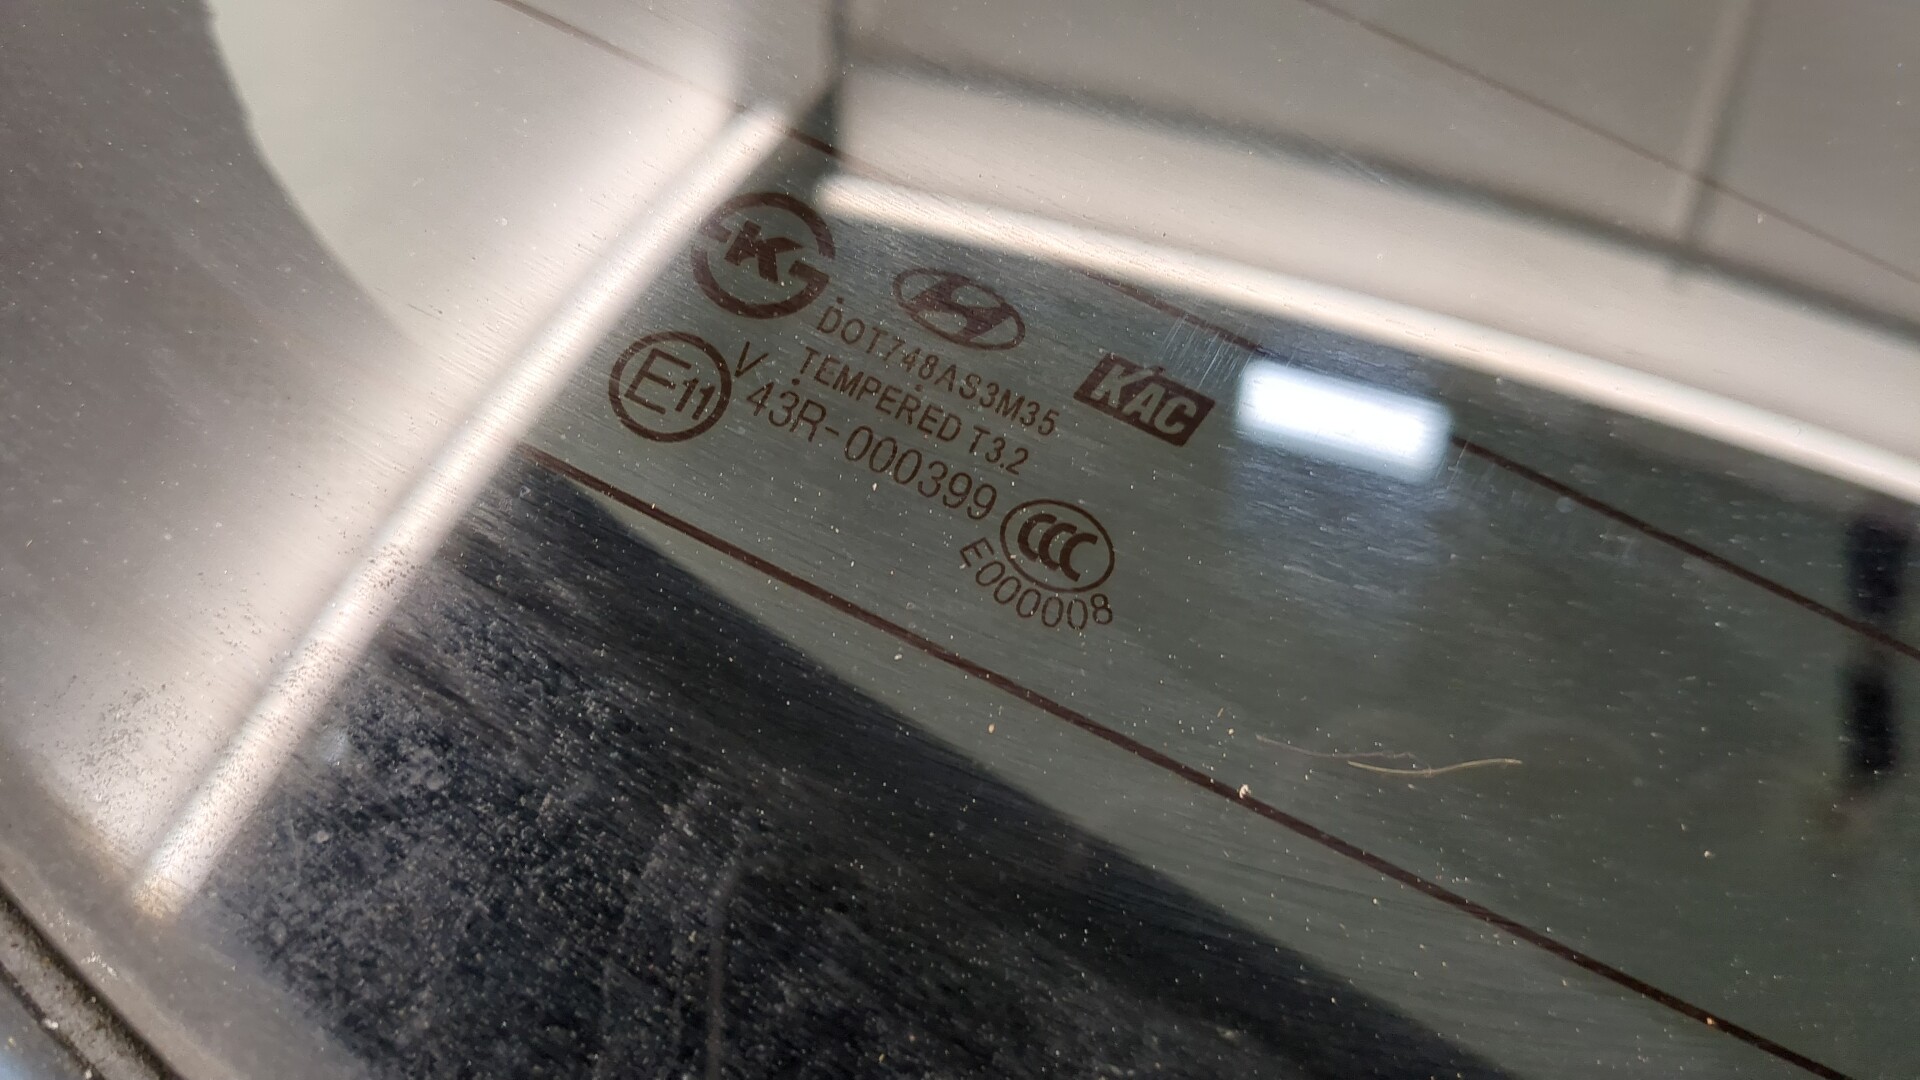 K
DOT748AS3M35
KAC
TEMPERED T3.2
E11 V 43R-000399
CCC
E000008